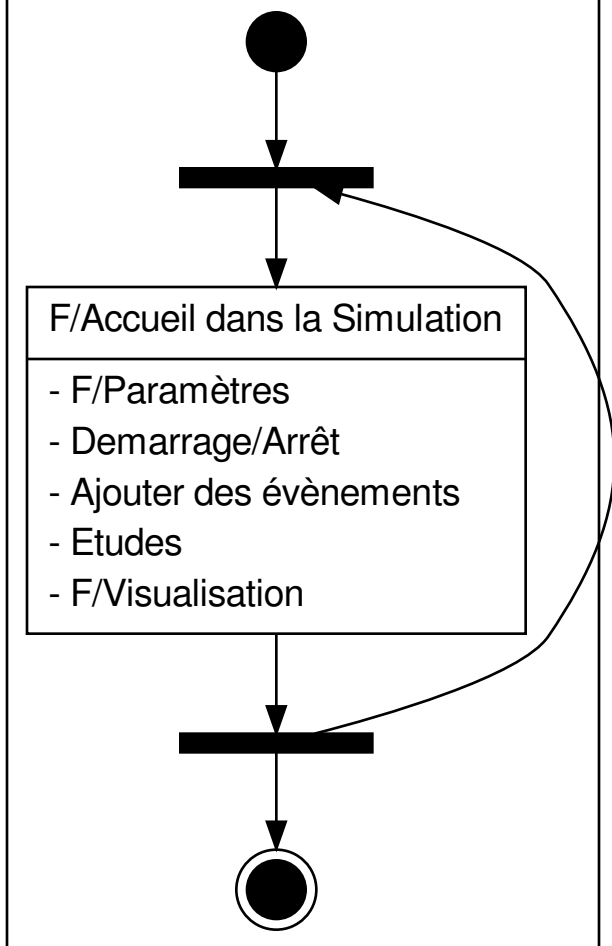 F/Accueil dans la Simulation
- F/Paramètres
- Demarrage/Arrêt
- Ajouter des évènements
- Etudes
- F/Visualisation